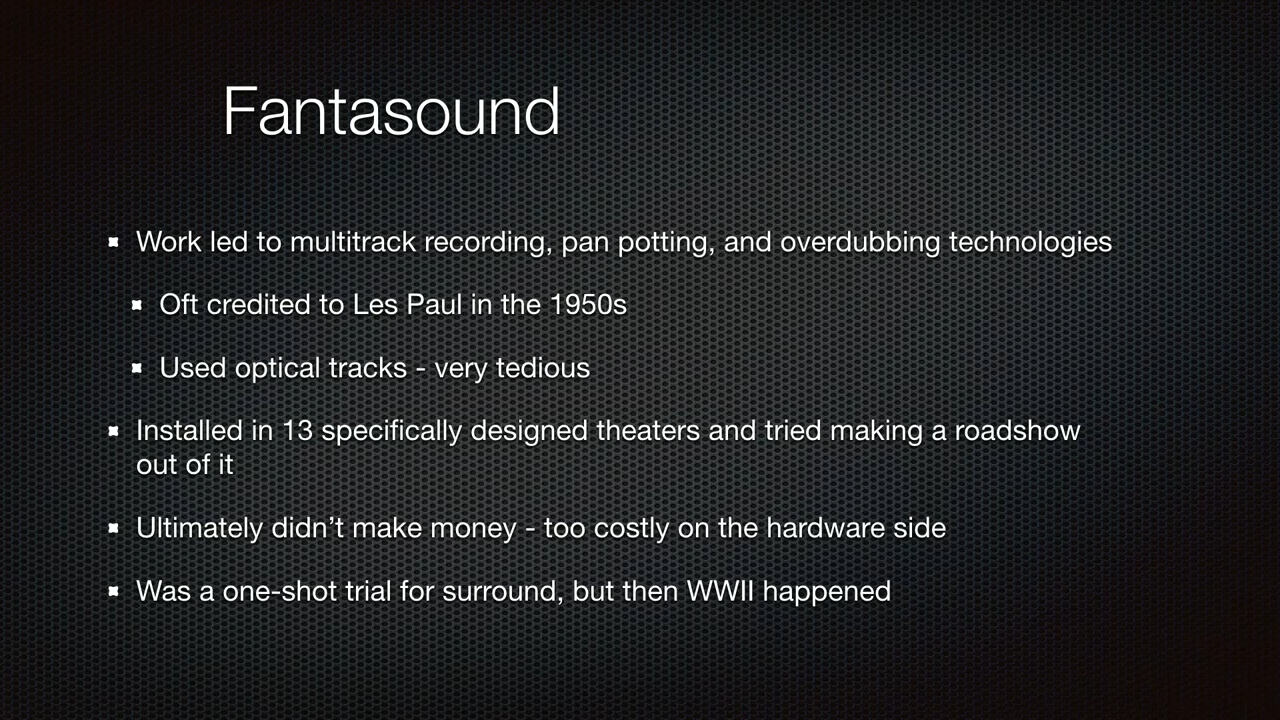 Fantasound
Work led to multitrack recording, pan potting, and overdubbing technologies
Oft credited to Les Paul in the 1950s
Used optical tracks - very tedious
Installed in 13 specifically designed theaters and tried making a roadshow
out of it
Ultimately didn’t make money - too costly on the hardware side
Was a one-shot trial for surround, but then WWII happened